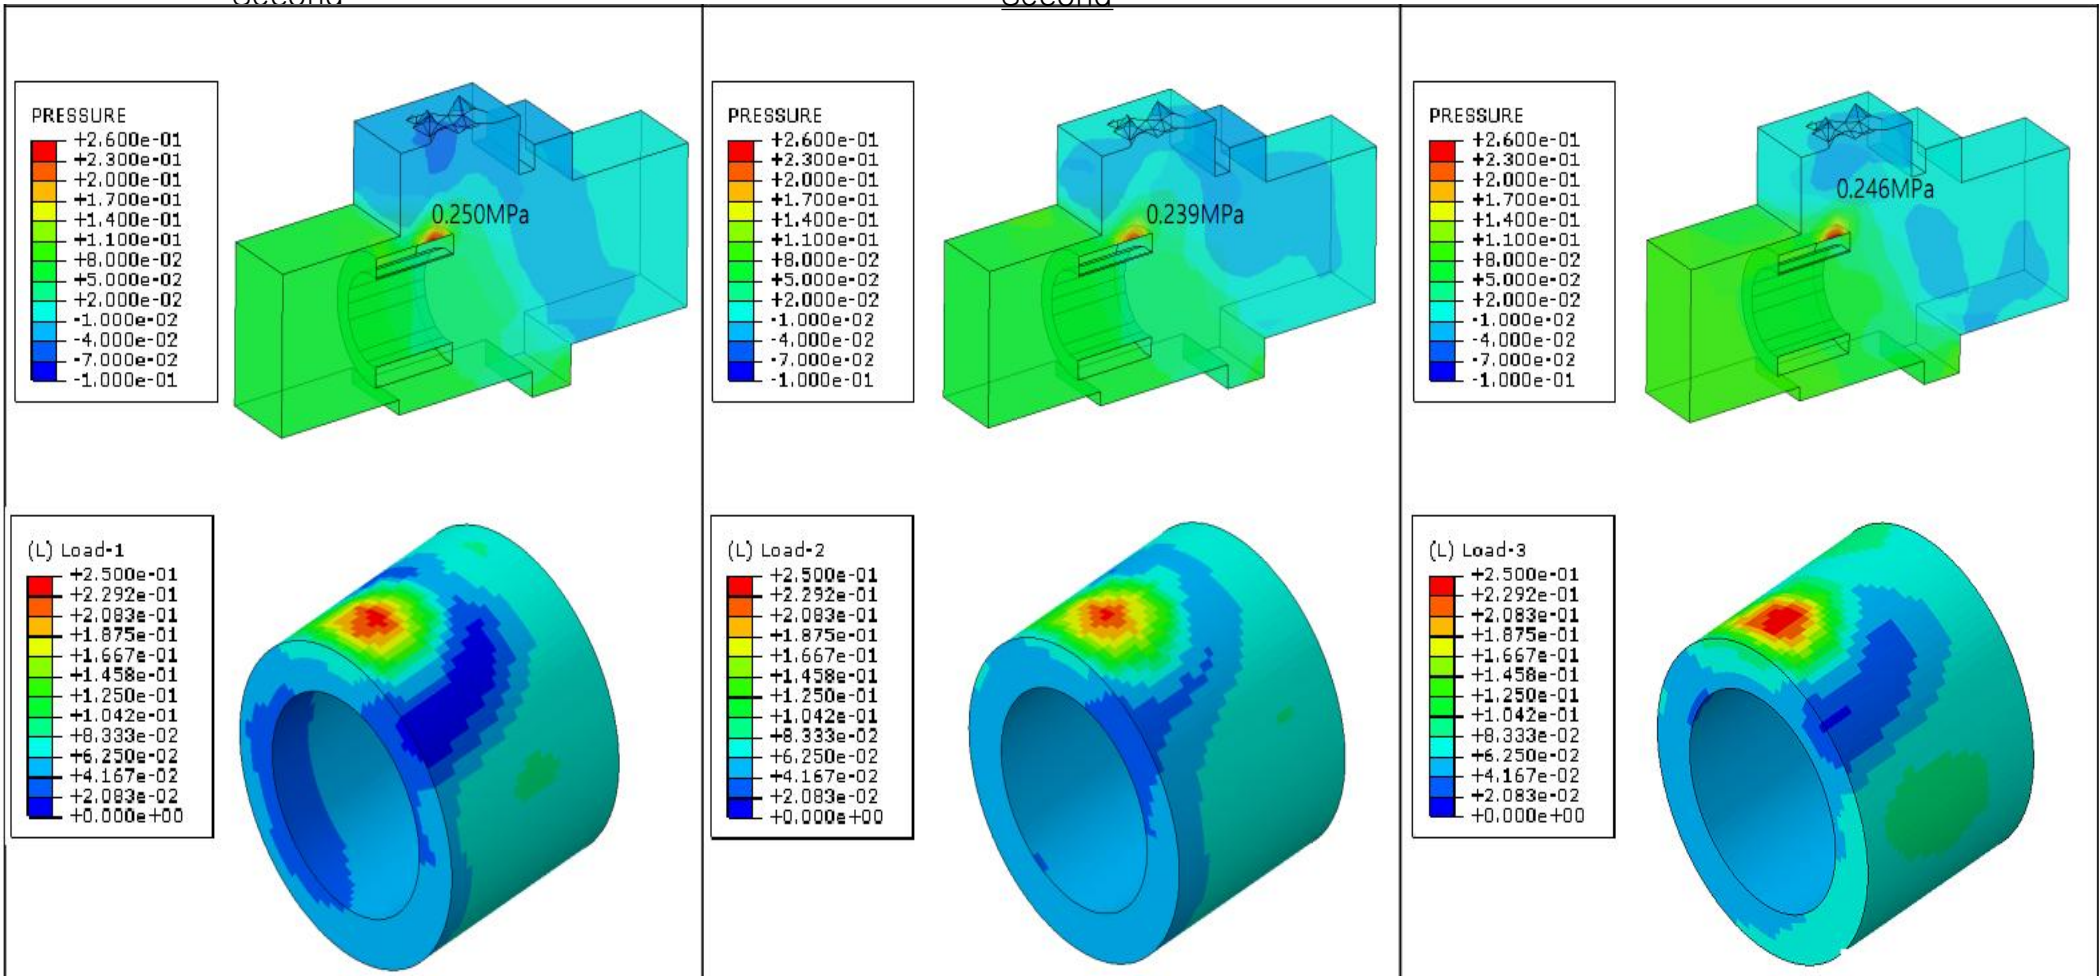 second
second
PRESSURE
+2.600e-01
+2.300e-01
+2.000e-01
+1.700e-01
+1.400e-01
+1.100e-01
+8.000e-02
+5.000e-02
+2.000e-02
-1.000e-02
-4.000e-02
-7.000e-02
-1.000e-01
0.250MPa
PRESSURE
+2.600e-01
+2.300e-01
+2.000e-01
+1.700e-01
+1.400e-01
+1.100e-01
+8.000e-02
+5.000e-02
+2.000e-02
-1.000e-02
-4.000e-02
-7.000e-02
-1.000e-01
0.239MPa
PRESSURE
+2.600e-01
+2.300e-01
+2.000e-01
+1.700e-01
+1.400e-01
+1.100e-01
+8.000e-02
+5.000e-02
+2.000e-02
-1.000e-02
-4.000e-02
-7.000e-02
-1.000e-01
0.246MPa
(L) Load-1
+2.500e-01
+2.292e-01
+2.083e-01
+1.875e-01
+1.667e-01
+1.458e-01
+1.250e-01
+1.042e-01
+8.333e-02
+6.250e-02
+4.167e-02
+2.083e-02
+0.000e+00
(L) Load-2
+2.500e-01
+2.292e-01
+2.083e-01
+1.875e-01
+1.667e-01
+1.458e-01
+1.250e-01
+1.042e-01
+8.333e-02
+6.250e-02
+4.167e-02
+2.083e-02
+0.000e+00
(L) Load-3
+2.500e-01
+2.292e-01
+2.083e-01
+1.875e-01
+1.667e-01
+1.458e-01
+1.250e-01
+1.042e-01
+8.333e-02
+6.250e-02
+4.167e-02
+2.083e-02
+0.000e+00